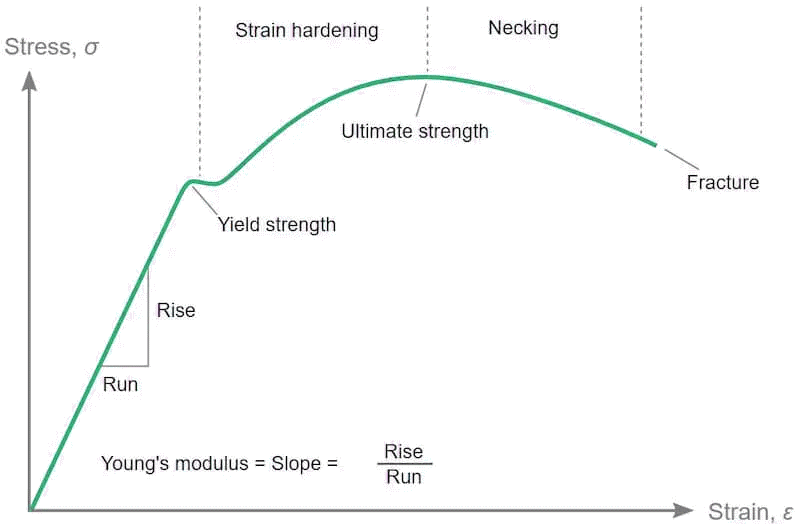 Strain hardening
Necking
Stress, σ
Ultimate strength
Fracture
Yield strength
Rise
Run
Young's modulus = Slope =
Rise
Run
Strain, ε